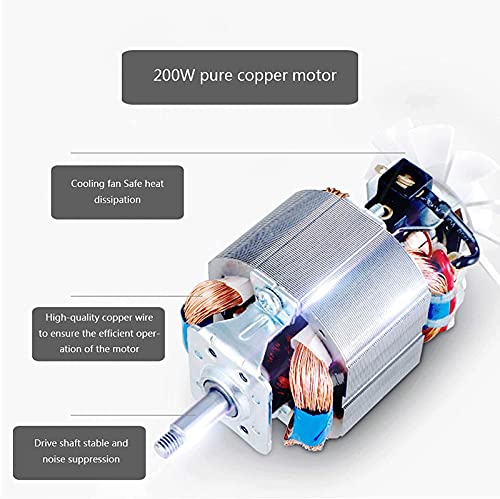 200W pure copper motor
Cooling fan Safe heat
dissipation
High-quality copper wire
to ensure the efficient oper-
ation of the motor
Drive shaft stable and
noise suppression